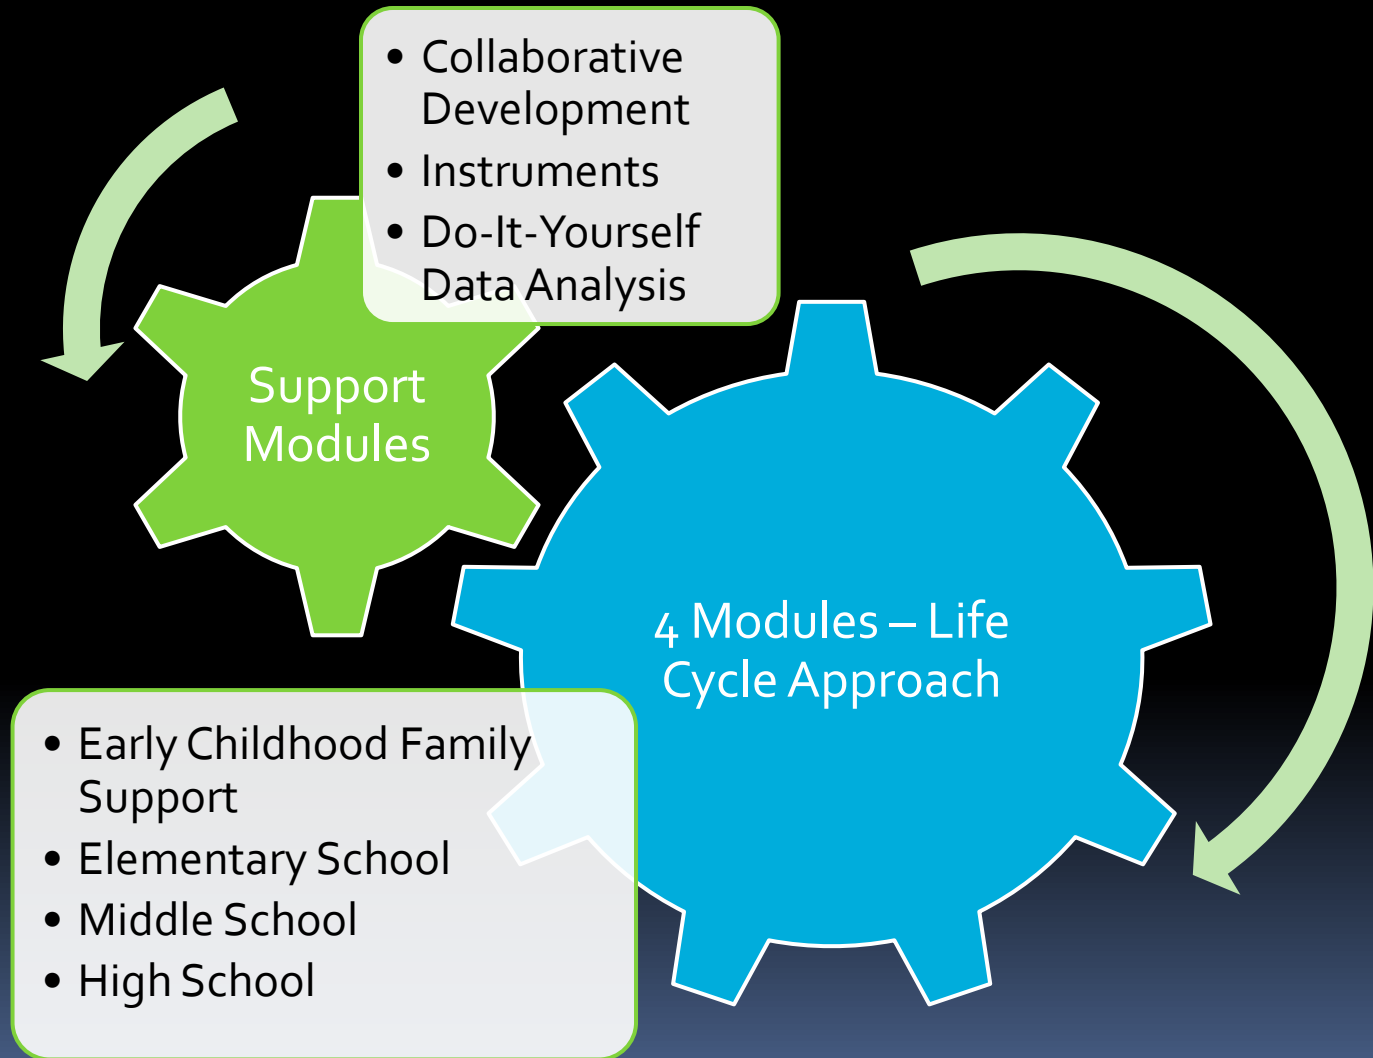 • Collaborative
Development
• Instruments
• Do-It-Yourself
Data Analysis
Support
Modules
4 Modules – Life
Cycle Approach
• Early Childhood Family
Support
• Elementary School
• Middle School
• High School